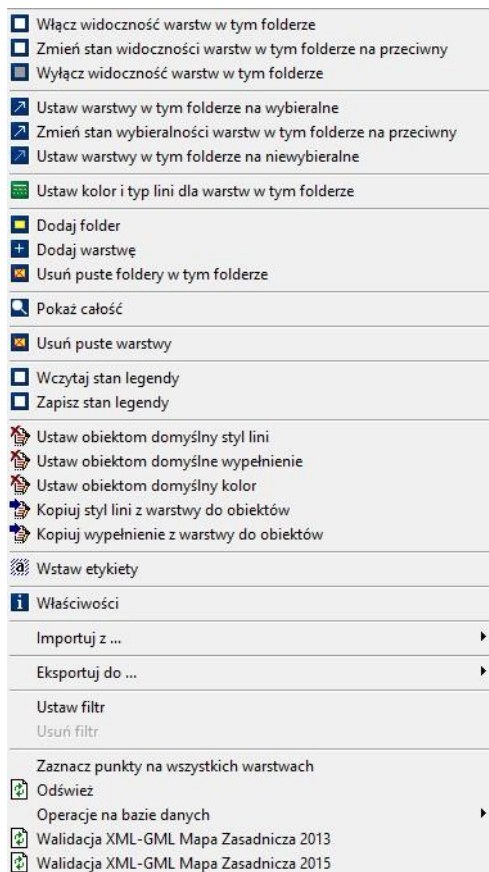 Włącz widoczność warstw w tym folderze
Zmień stan widoczności warstw w tym folderze na przeciwny
Wyłącz widoczność warstw w tym folderze
Ustaw warstwy w tym folderze na wybieralne
Zmień stan wybieralności warstw w tym folderze na przeciwny
Ustaw warstwy w tym folderze na niewybieralne
Ustaw kolor i typ lini dla warstw w tym folderze
Dodaj folder
Dodaj warstwę
Usuń puste foldery w tym folderze
Pokaż całość
Usuń puste warstwy
Wczytaj stan legendy
Zapisz stan legendy
Ustaw obiektom domyślny styl lini
Ustaw obiektom domyślne wypełnienie
Ustaw obiektom domyślny kolor
Kopiuj styl lini z warstwy do obiektów
Kopiuj wypełnienie z warstwy do obiektów
Wstaw etykiety
Właściwości
Importuj z ...
Eksportuj do ...
Ustaw filtr
Usuń filtr
Zaznacz punkty na wszystkich warstwach
Odśwież
Operacje na bazie danych
Walidacja XML-GML Mapa Zasadnicza 2013
Walidacja XML-GML Mapa Zasadnicza 2015